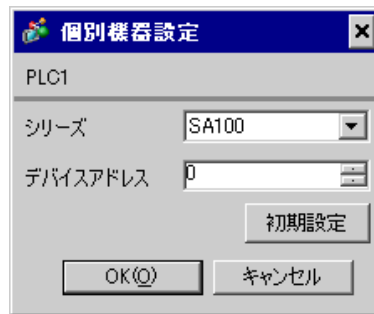 個別機器設定
PLC1
シリーズ SA100
デバイスアドレス 0
初期設定
OK(O) キャンセル